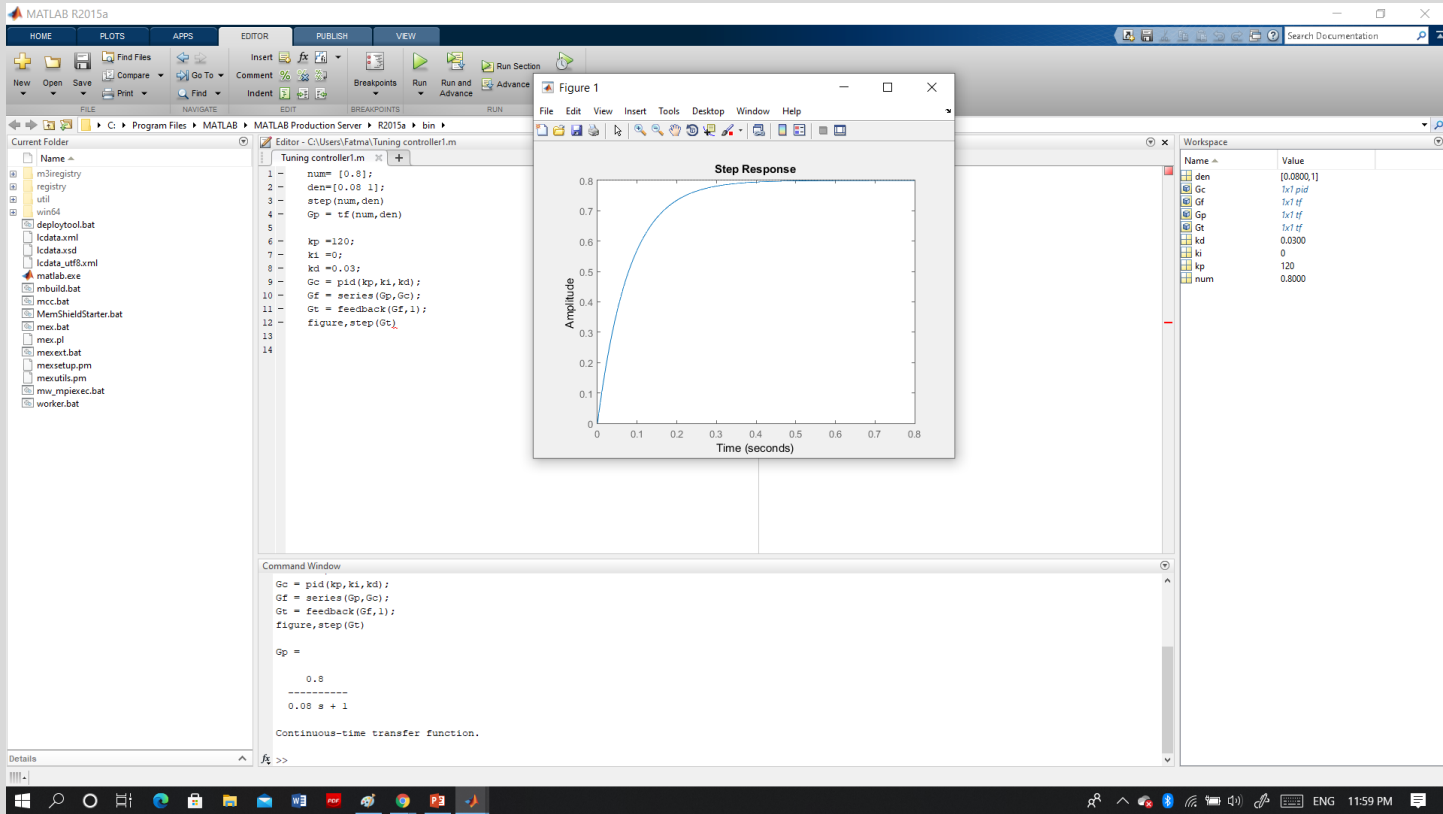 MATLAB R2015a
HOME PLOTS APPS EDITOR PUBLISH VIEW
Search Documentation
New Open Save Find Files Compare Print
FILE
Go To Find
NAVIGATE
Insert fx
Comment
Indent
EDIT
Breakpoints
BREAKPOINTS
Run Run and Advance Run Section Advance
RUN
C: Program Files MATLAB MATLAB Production Server R2015a bin
Current Folder
Name
m3iregistry
registry
util
win64
deploytool.bat
lcdata.xml
lcdata.xsd
lcdata_utf8.xml
matlab.exe
mbuild.bat
mcc.bat
MemShieldStarter.bat
mex.bat
mex.pl
mexext.bat
mexsetup.pm
mexutils.pm
mw_mpiexec.bat
worker.bat
Details
Editor - C:\Users\Fatma\Tuning controller1.m
Tuning controller1.m
1 num= [0.8];
2 den=[0.08 1];
3 step(num,den)
4 Gp = tf(num,den)
5
6 kp =120;
7 ki =0;
8 kd =0.03;
9 Gc = pid(kp,ki,kd);
10 Gf = series(Gp,Gc);
11 Gt = feedback(Gf,1);
12 figure,step(Gt)
13
14
Figure 1
File Edit View Insert Tools Desktop Window Help
Step Response
Amplitude
0.8
0.7
0.6
0.5
0.4
0.3
0.2
0.1
0
0 0.1 0.2 0.3 0.4 0.5 0.6 0.7 0.8
Time (seconds)
Command Window
Gc = pid(kp,ki,kd);
Gf = series(Gp,Gc);
Gt = feedback(Gf,1);
figure,step(Gt)
Gp =
0.8
----------
0.08 s + 1
Continuous-time transfer function.
fx >>
Workspace
Name Value
den [0.0800,1]
Gc 1x1 pid
Gf 1x1 tf
Gp 1x1 tf
Gt 1x1 tf
kd 0.0300
ki 0
kp 120
num 0.8000
ENG 11:59 PM